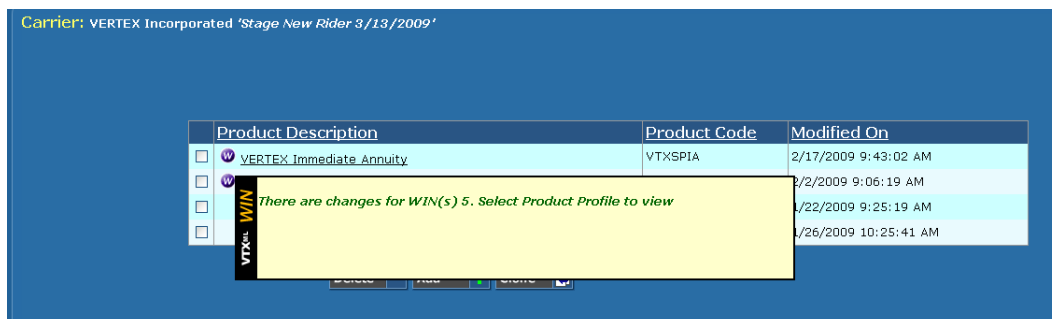 Carrier: VERTEX Incorporated 'Stage New Rider 3/13/2009'
Product Description Product Code Modified On
W VERTEX Immediate Annuity VTXSPIA 2/17/2009 9:43:02 AM
W 2/2/2009 9:06:19 AM
There are changes for WIN(s) 5. Select Product Profile to view
1/22/2009 9:25:19 AM
1/26/2009 10:25:41 AM
VTXML WIN
Delete Add Clone